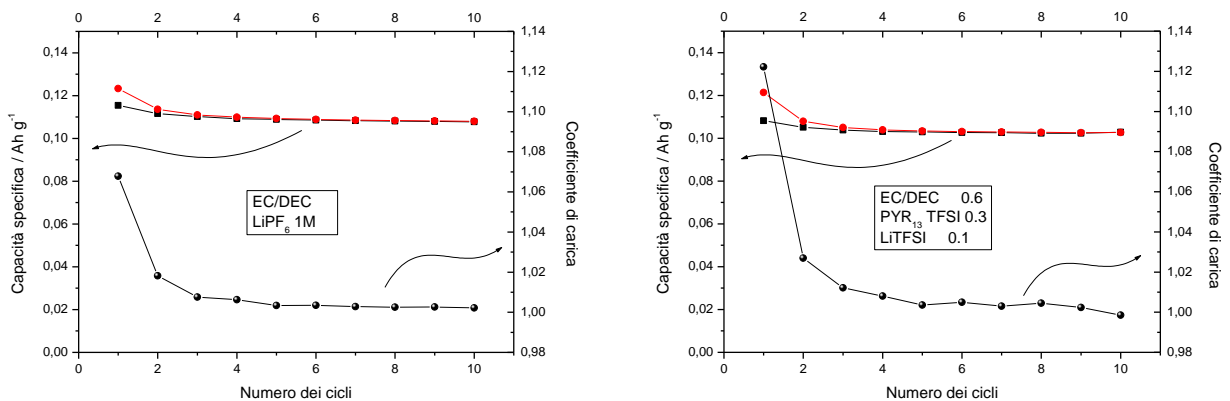 0 2 4 6 8 10
0,00
0,02
0,04
0,06
0,08
0,10
0,12
0,14
Capacità specifica / Ah g⁻¹
EC/DEC
LiPF₆ 1M
1,14
1,12
1,10
1,08
1,06
1,04
1,02
1,00
0,98
Coefficiente di carica
0 2 4 6 8 10
Numero dei cicli
0 2 4 6 8 10
0,14
0,12
0,10
0,08
0,06
0,04
0,02
0,00
Capacità specifica / Ah g⁻¹
EC/DEC 0.6
PYR₁₃ TFSI 0.3
LiTFSI 0.1
1,14
1,12
1,10
1,08
1,06
1,04
1,02
1,00
0,98
Coefficiente di carica
0 2 4 6 8 10
Numero dei cicli